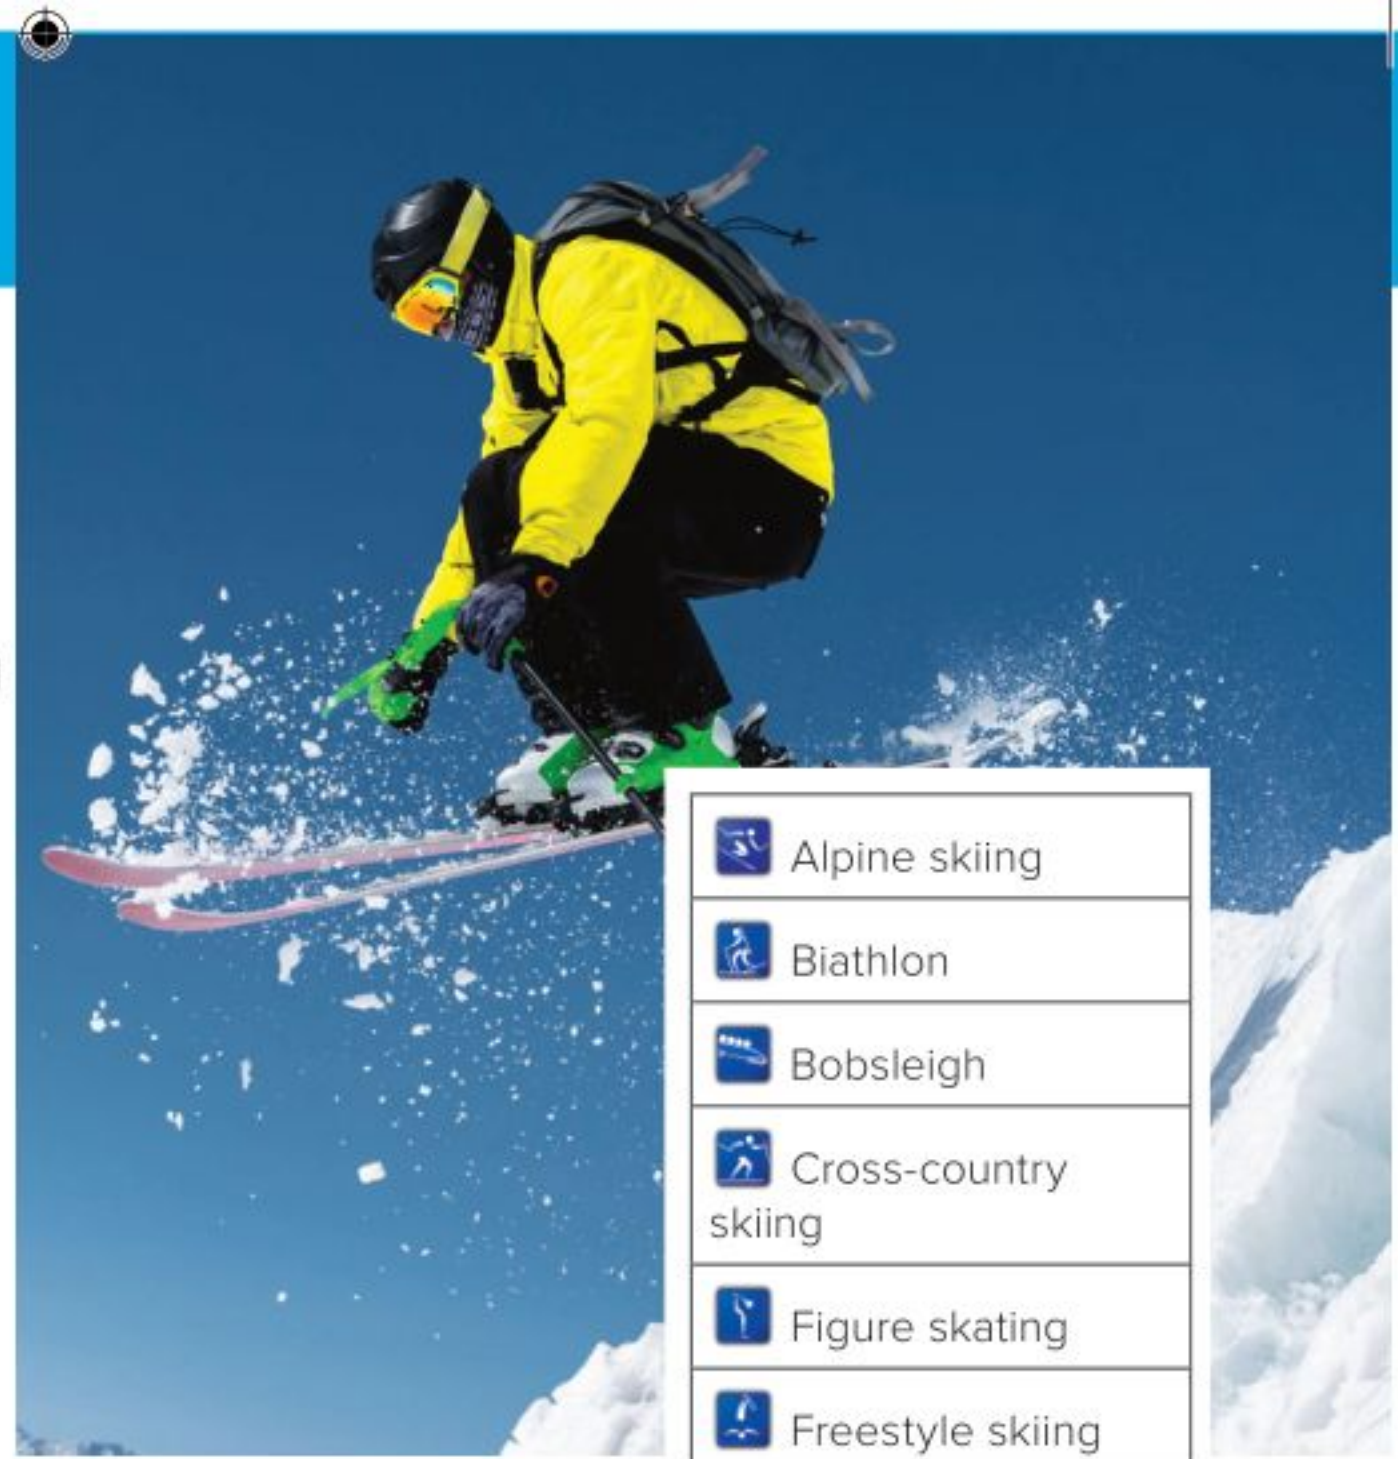 Alpine skiing
Biathlon
Bobsleigh
Cross-country
skiing
Figure skating
Freestyle skiing